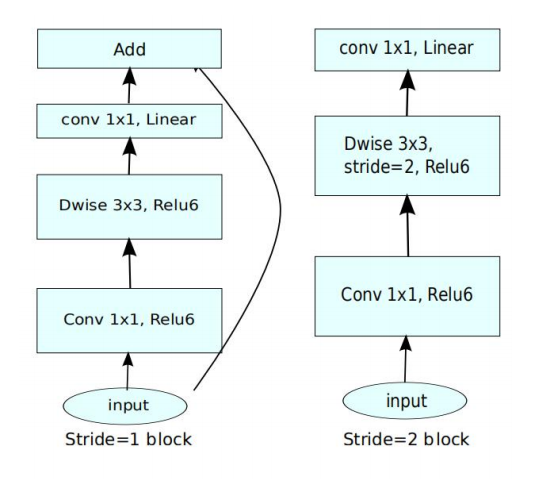 Add
conv 1x1, Linear
Dwise 3x3, Relu6
Conv 1x1, Relu6
input
Stride=1 block
conv 1x1, Linear
Dwise 3x3,
stride=2, Relu6
Conv 1x1, Relu6
input
Stride=2 block